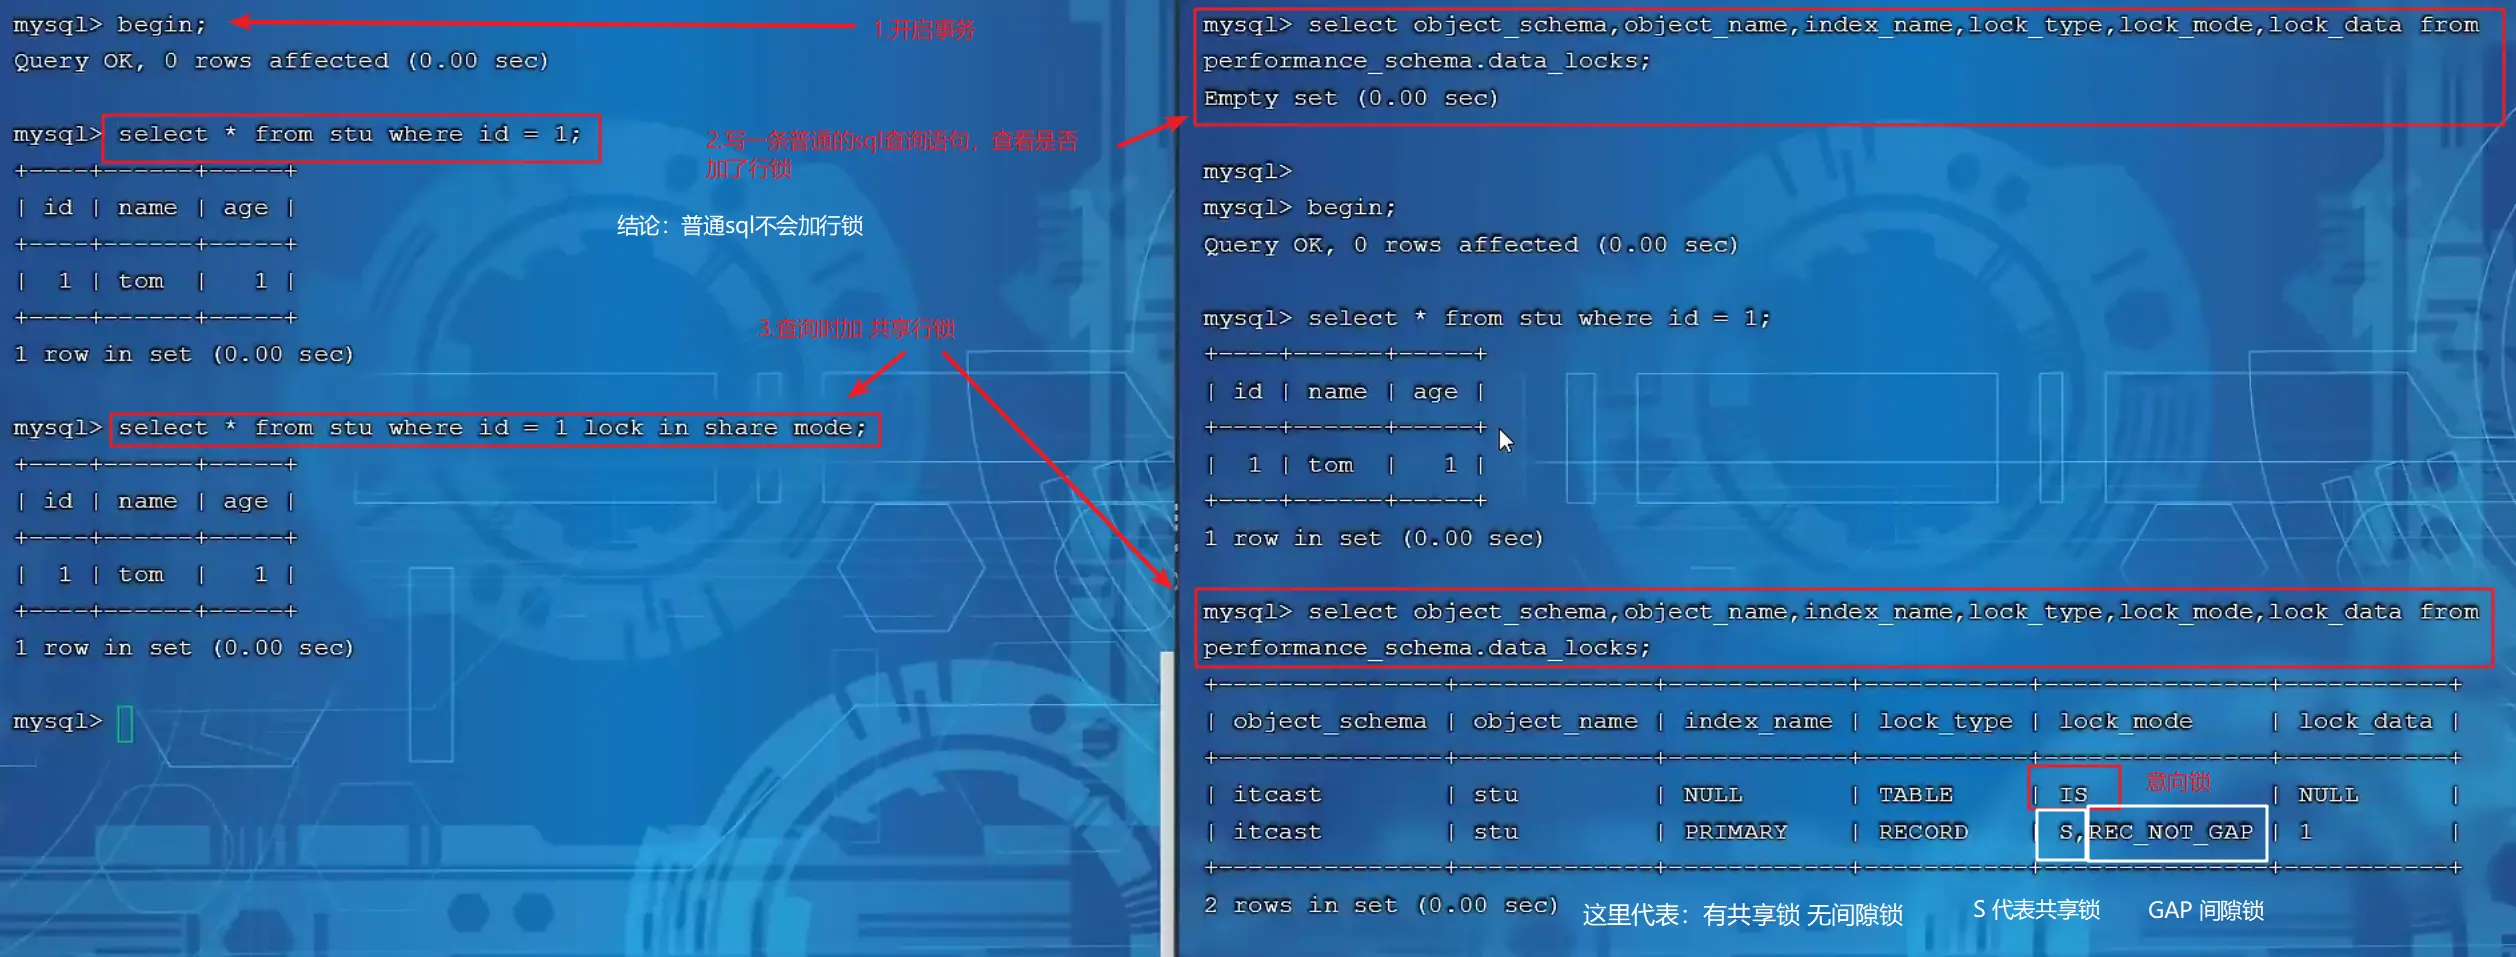 mysql> begin;
1.开启事务
Query OK, 0 rows affected (0.00 sec)
mysql> select * from stu where id = 1;
2.写一条普通的sql查询语句，查看是否
加了行锁
+----+------+-----+
| id | name | age |
结论：普通sql不会加行锁
+----+------+-----+
| 1 | tom | 1 |
+----+------+-----+
3.查询时加 共享行锁
1 row in set (0.00 sec)
mysql> select * from stu where id = 1 lock in share mode;
+----+------+-----+
| id | name | age |
+----+------+-----+
| 1 | tom | 1 |
+----+------+-----+
1 row in set (0.00 sec)
mysql>
mysql> select object_schema,object_name,index_name,lock_type,lock_mode,lock_data from
performance_schema.data_locks;
Empty set (0.00 sec)
mysql>
mysql> begin;
Query OK, 0 rows affected (0.00 sec)
mysql> select * from stu where id = 1;
+----+------+-----+
| id | name | age |
+----+------+-----+
| 1 | tom | 1 |
+----+------+-----+
1 row in set (0.00 sec)
mysql> select object_schema,object_name,index_name,lock_type,lock_mode,lock_data from
performance_schema.data_locks;
+---------------+-------------+------------+-----------+---------------+-----------+
| object_schema | object_name | index_name | lock_type | lock_mode | lock_data |
+---------------+-------------+------------+-----------+---------------+-----------+
| itcast | stu | NULL | TABLE | IS 意向锁 | NULL |
| itcast | stu | PRIMARY | RECORD | S,REC_NOT_GAP | 1 |
+---------------+-------------+------------+-----------+---------------+-----------+
2 rows in set (0.00 sec)
这里代表：有共享锁 无间隙锁
S 代表共享锁
GAP 间隙锁